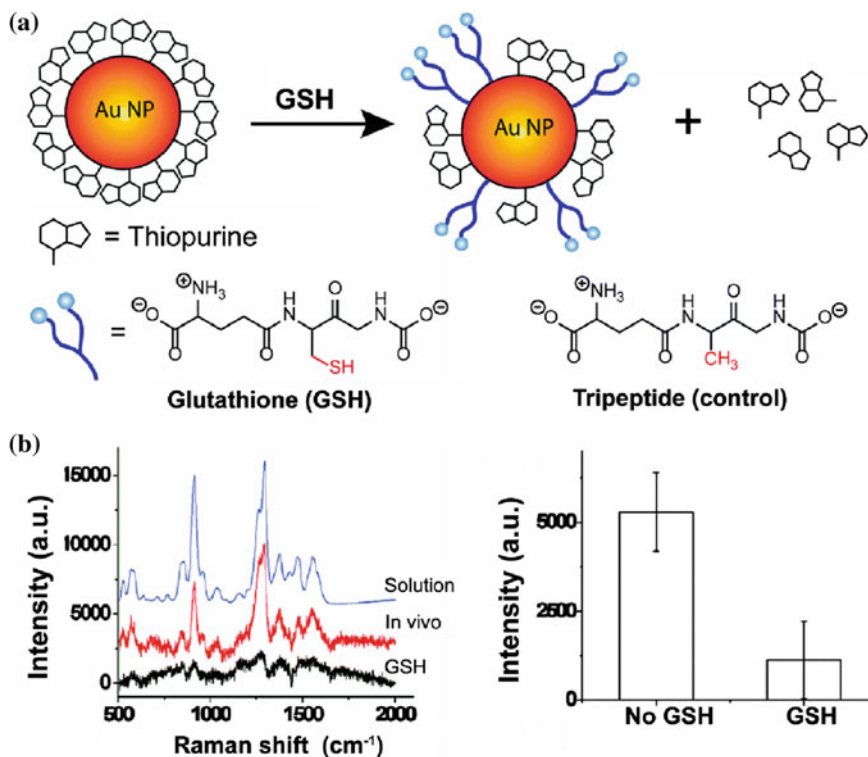 (a)
Au NP
GSH
Au NP
+
= Thiopurine
⊕NH₃
⊖O
O
O
H
N
O
N
H
O
O⊖
SH
=
Glutathione (GSH)
⊕NH₃
⊖O
O
O
H
N
O
N
H
O
O⊖
CH₃
Tripeptide (control)
(b)
Intensity (a.u.)
15000
10000
5000
0
500
1000
1500
2000
Raman shift (cm⁻¹)
Solution
In vivo
GSH
Intensity (a.u.)
5000
2500
0
No GSH
GSH